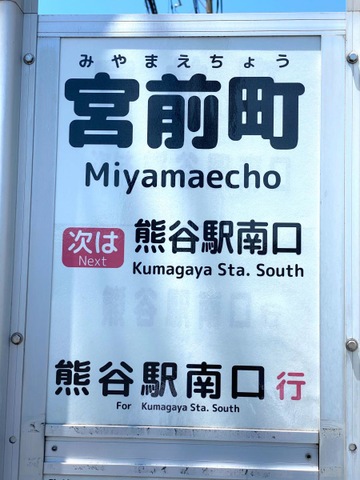 みやまえちょう
宮前町
Miyamaecho
次は 熊谷駅南口
Next Kumagaya Sta. South
熊谷駅南口行
For Kumagaya Sta. South